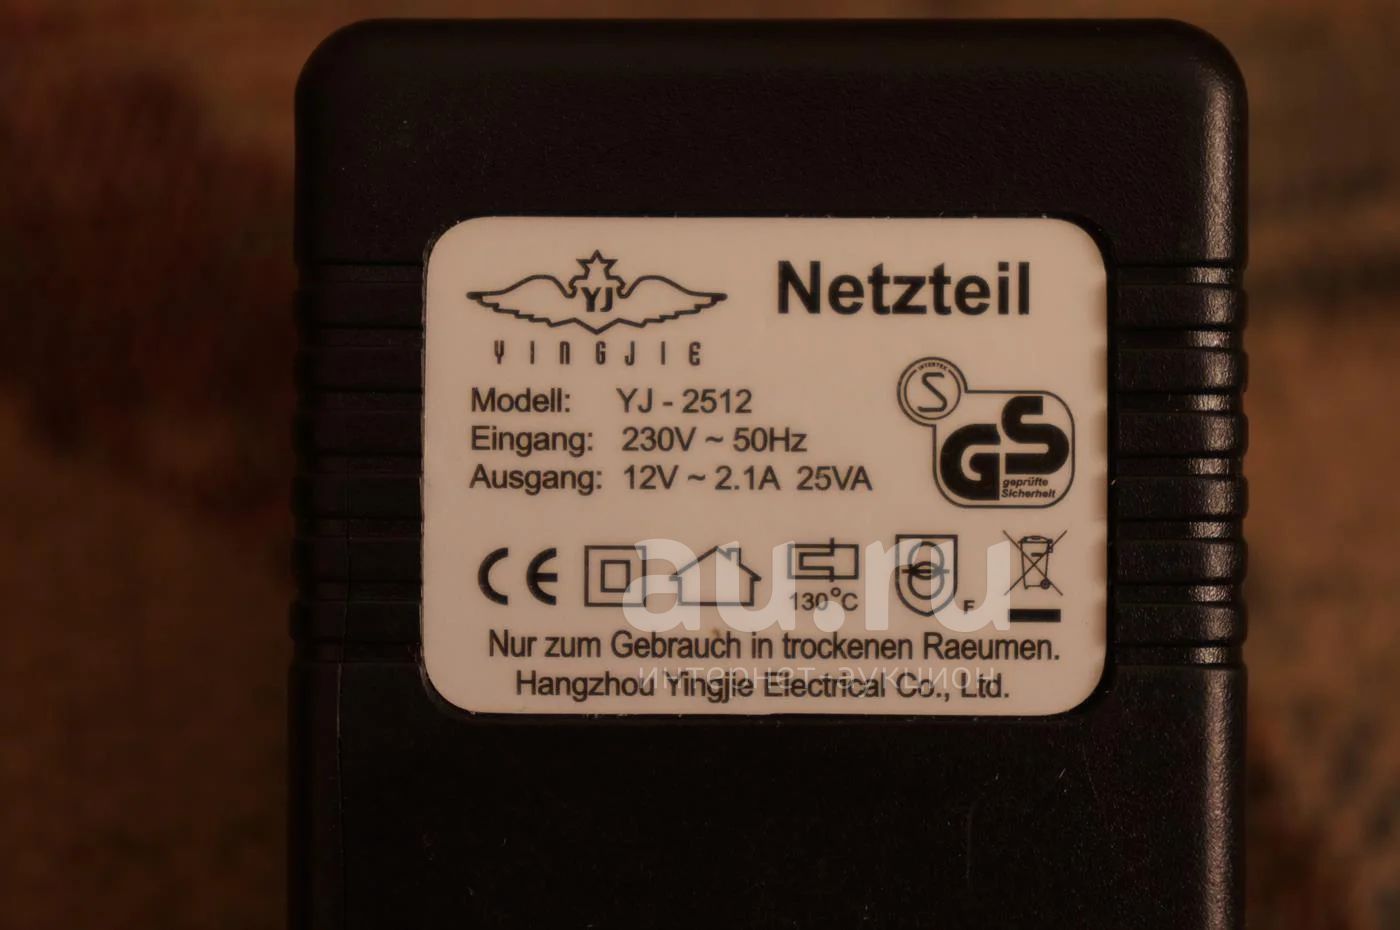 YJ
YINGJIE
Netzteil
Modell: YJ - 2512
Eingang: 230V ~ 50Hz
Ausgang: 12V ~ 2.1A 25VA
INTERTEK
S
GS
geprüfte
Sicherheit
CE
130°C
F
au.ru
Nur zum Gebrauch in trockenen Raeumen.
интернет-аукцион
Hangzhou Yingjie Electrical Co., Ltd.